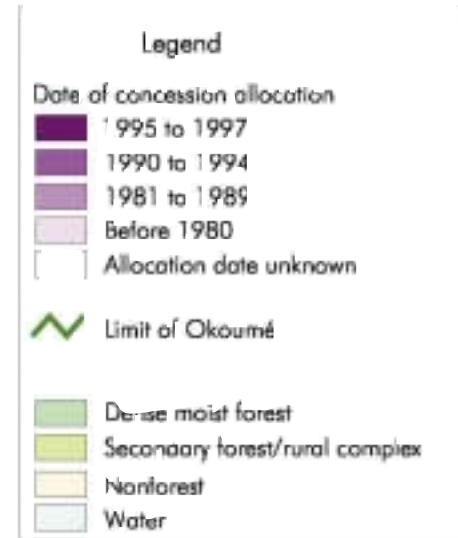 Legend
Date of concession allocation
1995 to 1997
1990 to 1994
1981 to 1989
Before 1980
Allocation date unknown
Limit of Okoumé
Dense moist forest
Secondary forest/rural complex
Nonforest
Water